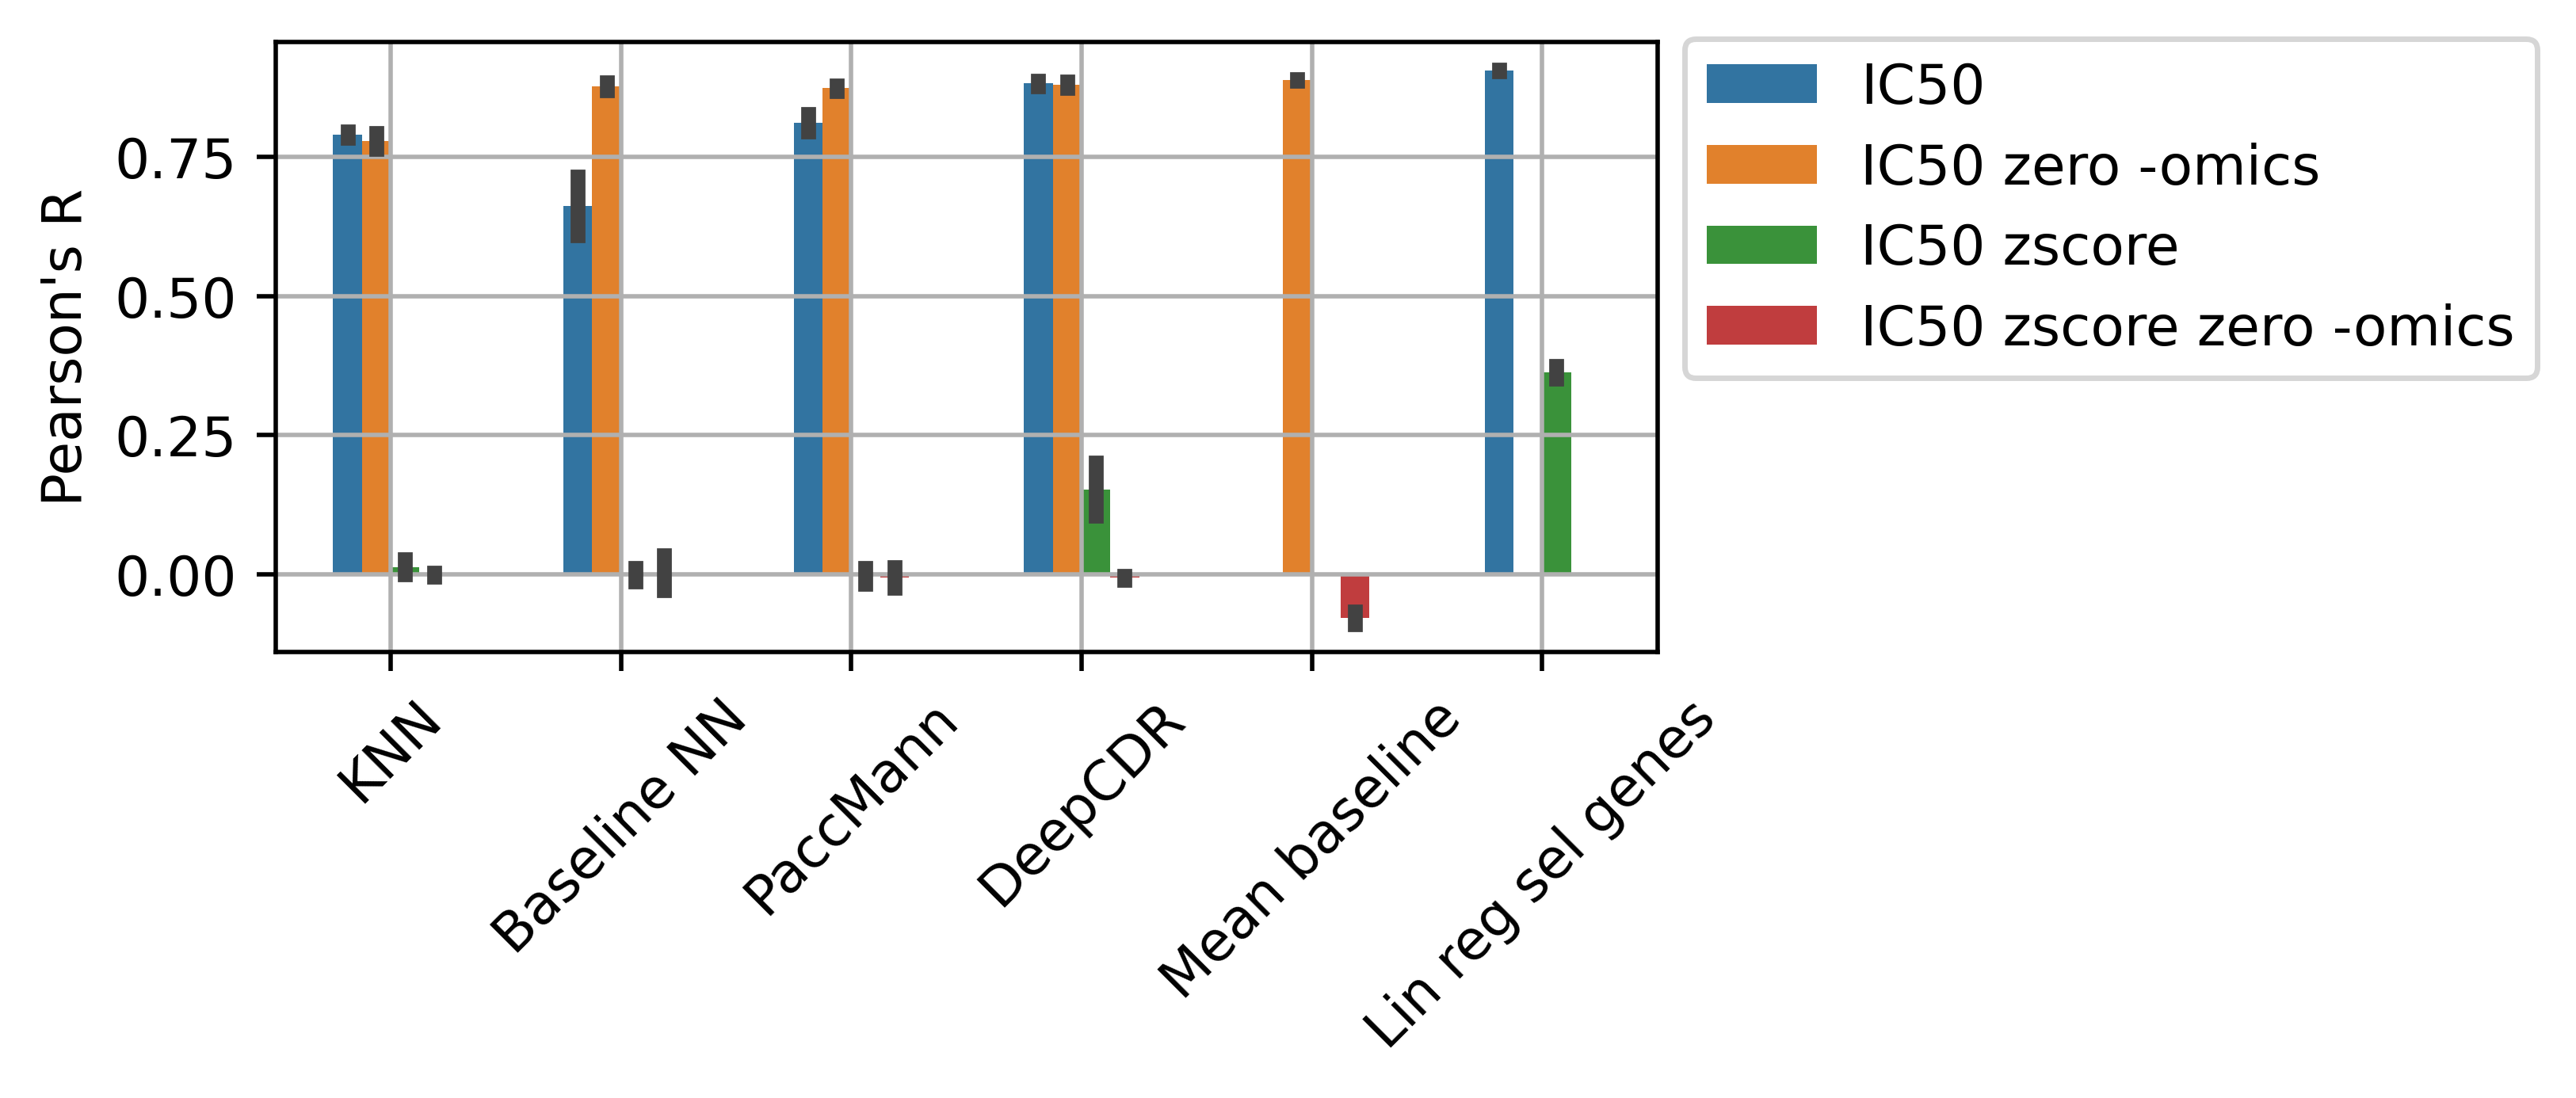 Pearson's R
0.75
0.50
0.25
0.00
KNN
Baseline NN
PaccMann
DeepCDR
Mean baseline
Lin reg sel genes
IC50
IC50 zero -omics
IC50 zscore
IC50 zscore zero -omics